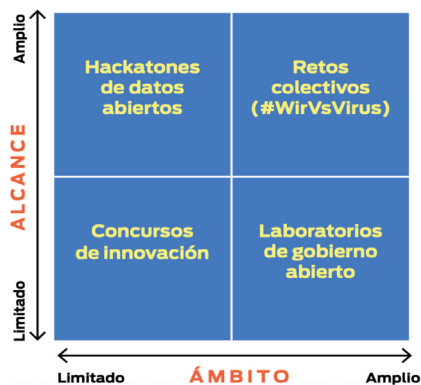 Amplio
ALCANCE
Limitado
Hackatones
de datos
abiertos
Retos
colectivos
(#WirVsVirus)
Concursos
de innovación
Laboratorios
de gobierno
abierto
Limitado
ÁMBITO
Amplio